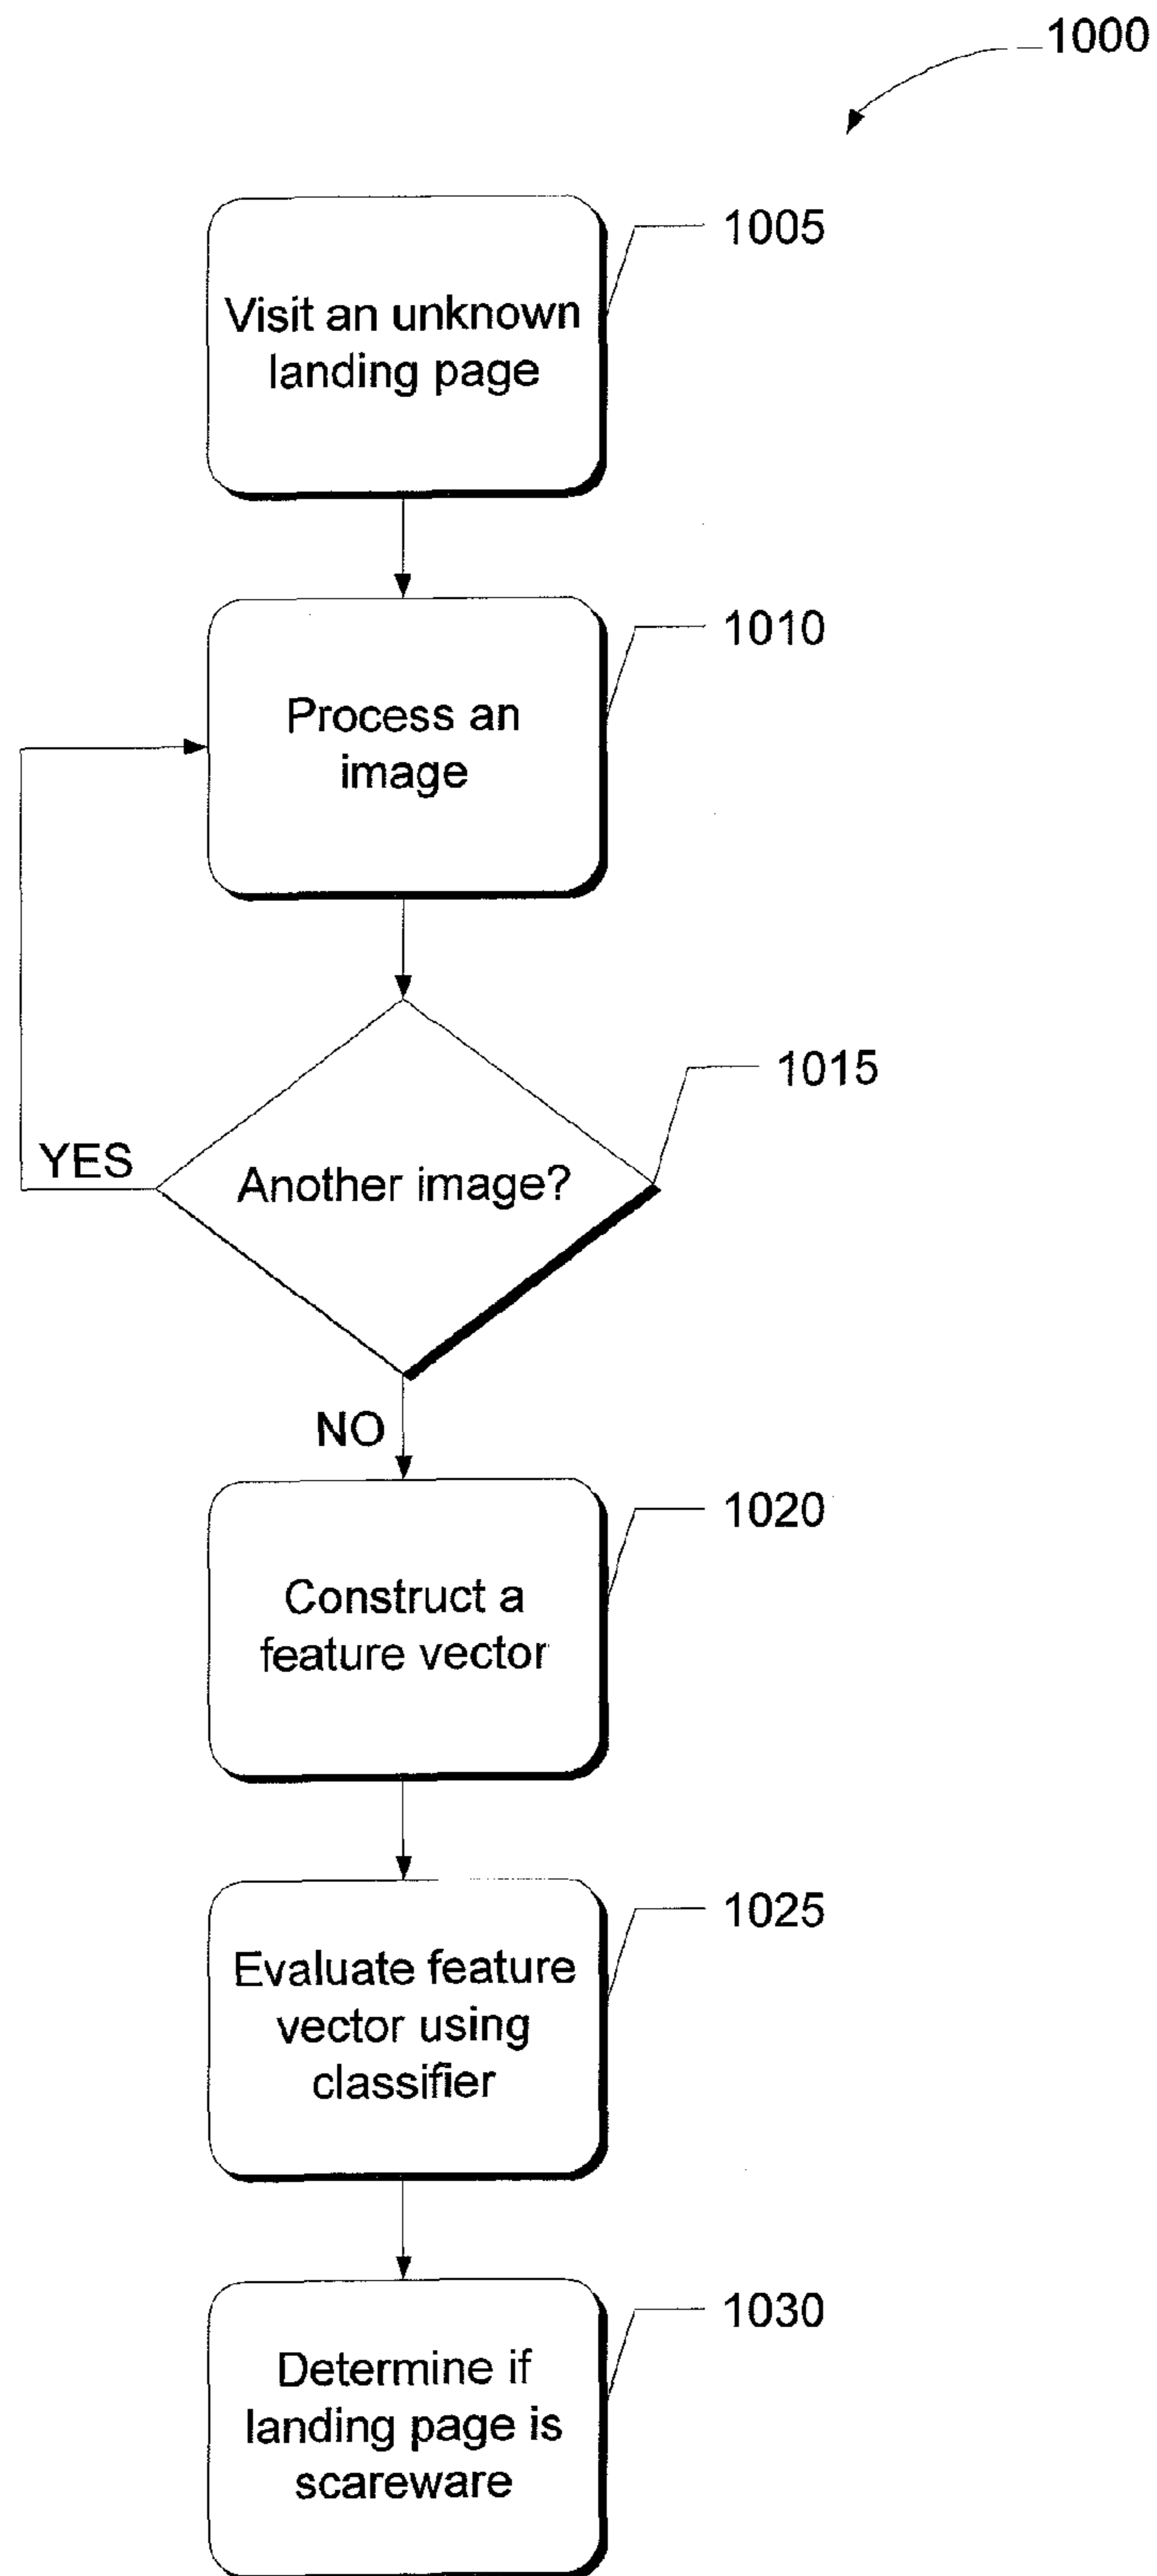 1000
Visit an unknown
landing page
1005
Process an
image
1010
Another image?
1015
YES
NO
Construct a
feature vector
1020
Evaluate feature
vector using
classifier
1025
Determine if
landing page is
scareware
1030